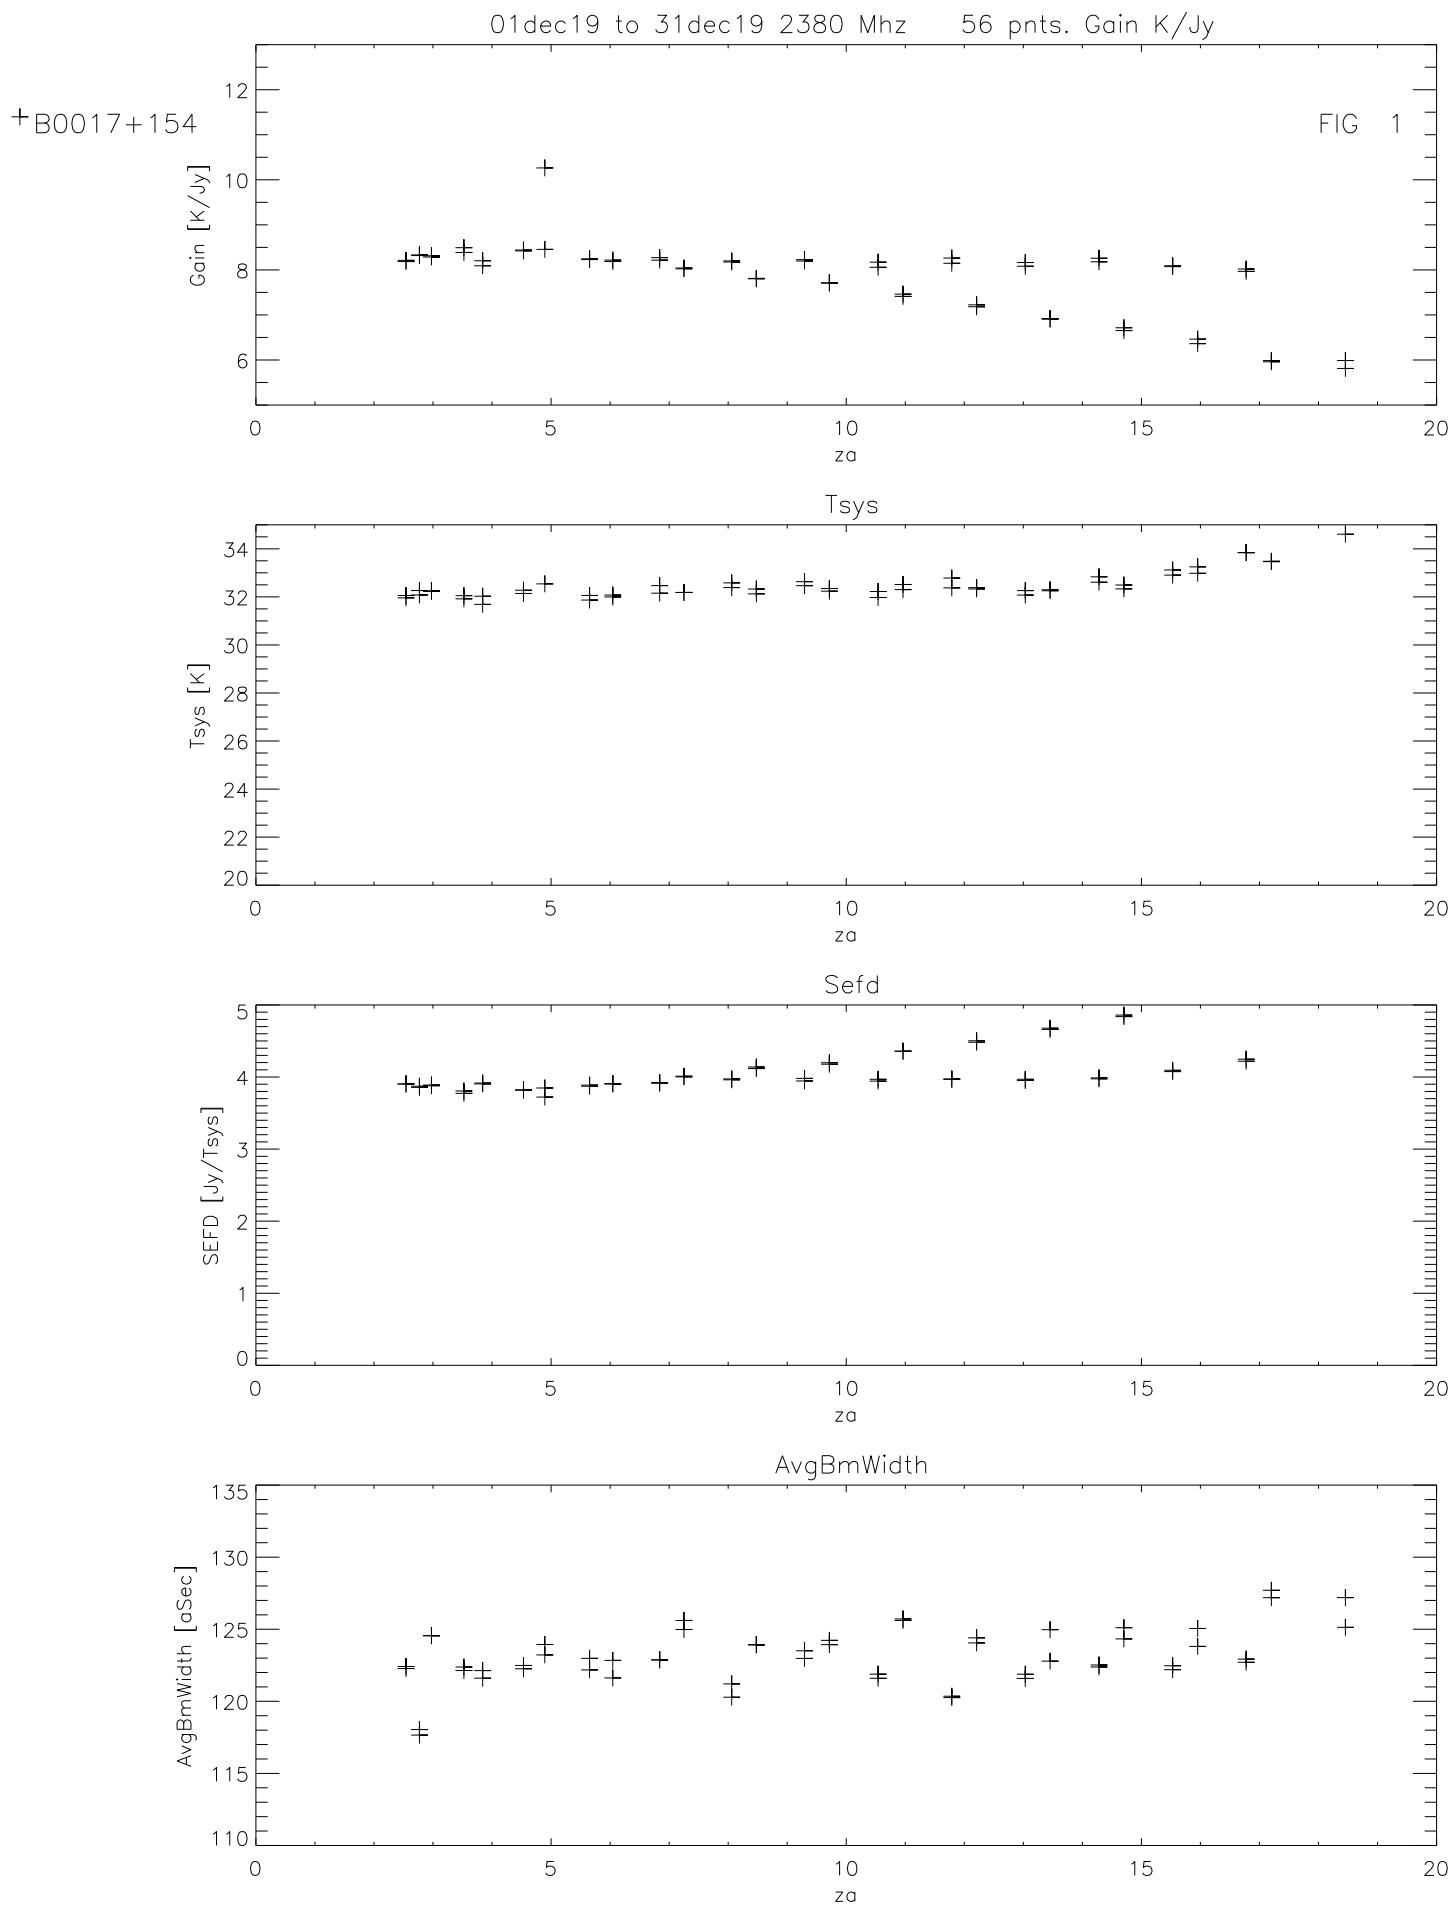 01dec19 to 31dec19 2380 Mhz 56 pnts. Gain K/Jy
+ B0017+154
FIG 1
Gain [K/Jy]
12
10
8
6
0 5 10 15 20
za
Tsys
Tsys [K]
34
32
30
28
26
24
22
20
0 5 10 15 20
za
Sefd
SEFD [Jy/Tsys]
5
4
3
2
1
0
0 5 10 15 20
za
AvgBmWidth
AvgBmWidth [aSec]
135
130
125
120
115
110
0 5 10 15 20
za